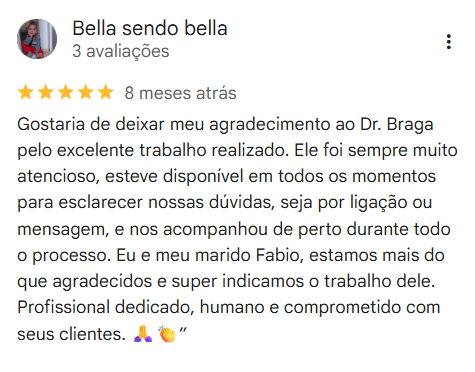 Bella sendo bella
3 avaliações
8 meses atrás
Gostaria de deixar meu agradecimento ao Dr. Braga
pelo excelente trabalho realizado. Ele foi sempre muito
atencioso, esteve disponível em todos os momentos
para esclarecer nossas dúvidas, seja por ligação ou
mensagem, e nos acompanhou de perto durante todo
o processo. Eu e meu marido Fabio, estamos mais do
que agradecidos e super indicamos o trabalho dele.
Profissional dedicado, humano e comprometido com
seus clientes. 🙏 👏 ”